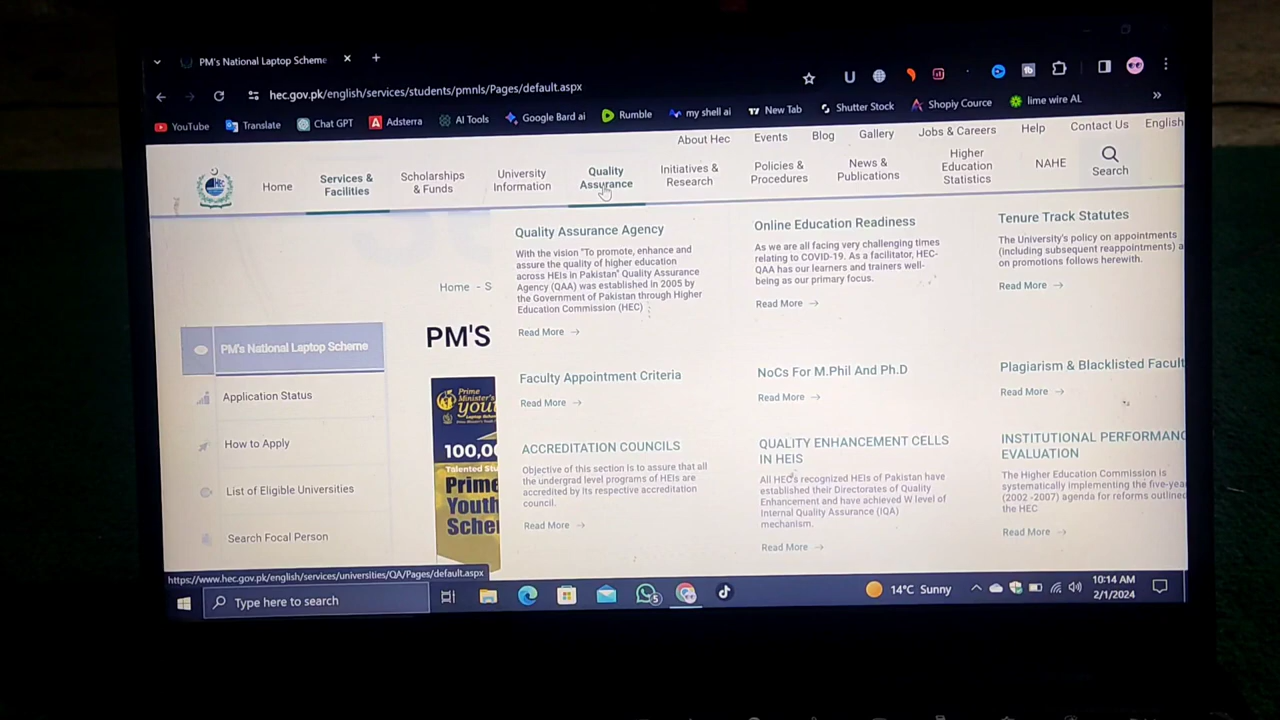 PM's National Laptop Scheme
hec.gov.pk/english/services/students/pmnls/Pages/default.aspx
YouTube Translate Chat GPT Adsterra AI Tools Google Bard ai Rumble my shell ai New Tab Shutter Stock Shopiy Cource lime wire AL
About Hec Events Blog Gallery Jobs & Careers Help Contact Us English
Home
Services &
Facilities
Scholarships
& Funds
University
Information
Quality
Assurance
Initiatives &
Research
Policies &
Procedures
News &
Publications
Higher
Education
Statistics
NAHE
Search
HEC
Home - S
PM'S
PM's National Laptop Scheme
Application Status
How to Apply
List of Eligible Universities
Search Focal Person
Prime
Minister's
you
100,0
Talented Stu
Prime
Youth
Scher
Quality Assurance Agency
With the vision "To promote, enhance and
assure the quality of higher education
across HEIs in Pakistan" Quality Assurance
Agency (QAA) was established in 2005 by
the Government of Pakistan through Higher
Education Commission (HEC)
Read More →
Online Education Readiness
As we are all facing very challenging times
relating to COVID-19. As a facilitator, HEC-
QAA has our learners and trainers well-
being as our primary focus.
Read More →
Tenure Track Statutes
The University's policy on appointments
(including subsequent reappointments) a
on promotions follows herewith.
Read More →
Faculty Appointment Criteria
Read More →
NoCs For M.Phil And Ph.D
Read More →
Plagiarism & Blacklisted Facult
Read More →
ACCREDITATION COUNCILS
Objective of this section is to assure that all
the undergrad level programs of HEIs are
accredited by its respective accreditation
council.
Read More →
QUALITY ENHANCEMENT CELLS
IN HEIS
All HEC's recognized HEIs of Pakistan have
established their Directorates of Quality
Enhancement and have achieved W level of
Internal Quality Assurance (IQA)
mechanism.
Read More →
INSTITUTIONAL PERFORMANC
EVALUATION
The Higher Education Commission is
systematically implementing the five-yea
(2002 -2007) agenda for reforms outlined
the HEC
Read More →
https://www.hec.gov.pk/english/services/universities/QA/Pages/default.aspx
Type here to search
5
14°C Sunny
10:14 AM
2/1/2024